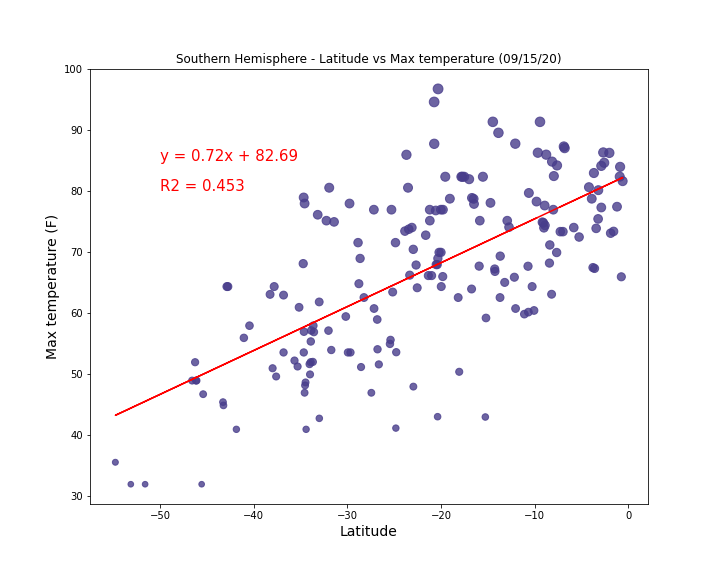 Southern Hemisphere - Latitude vs Max temperature (09/15/20)
100
90
80
70
60
50
40
30
Max temperature (F)
y = 0.72x + 82.69
R2 = 0.453
−50
−40
−30
−20
−10
0
Latitude